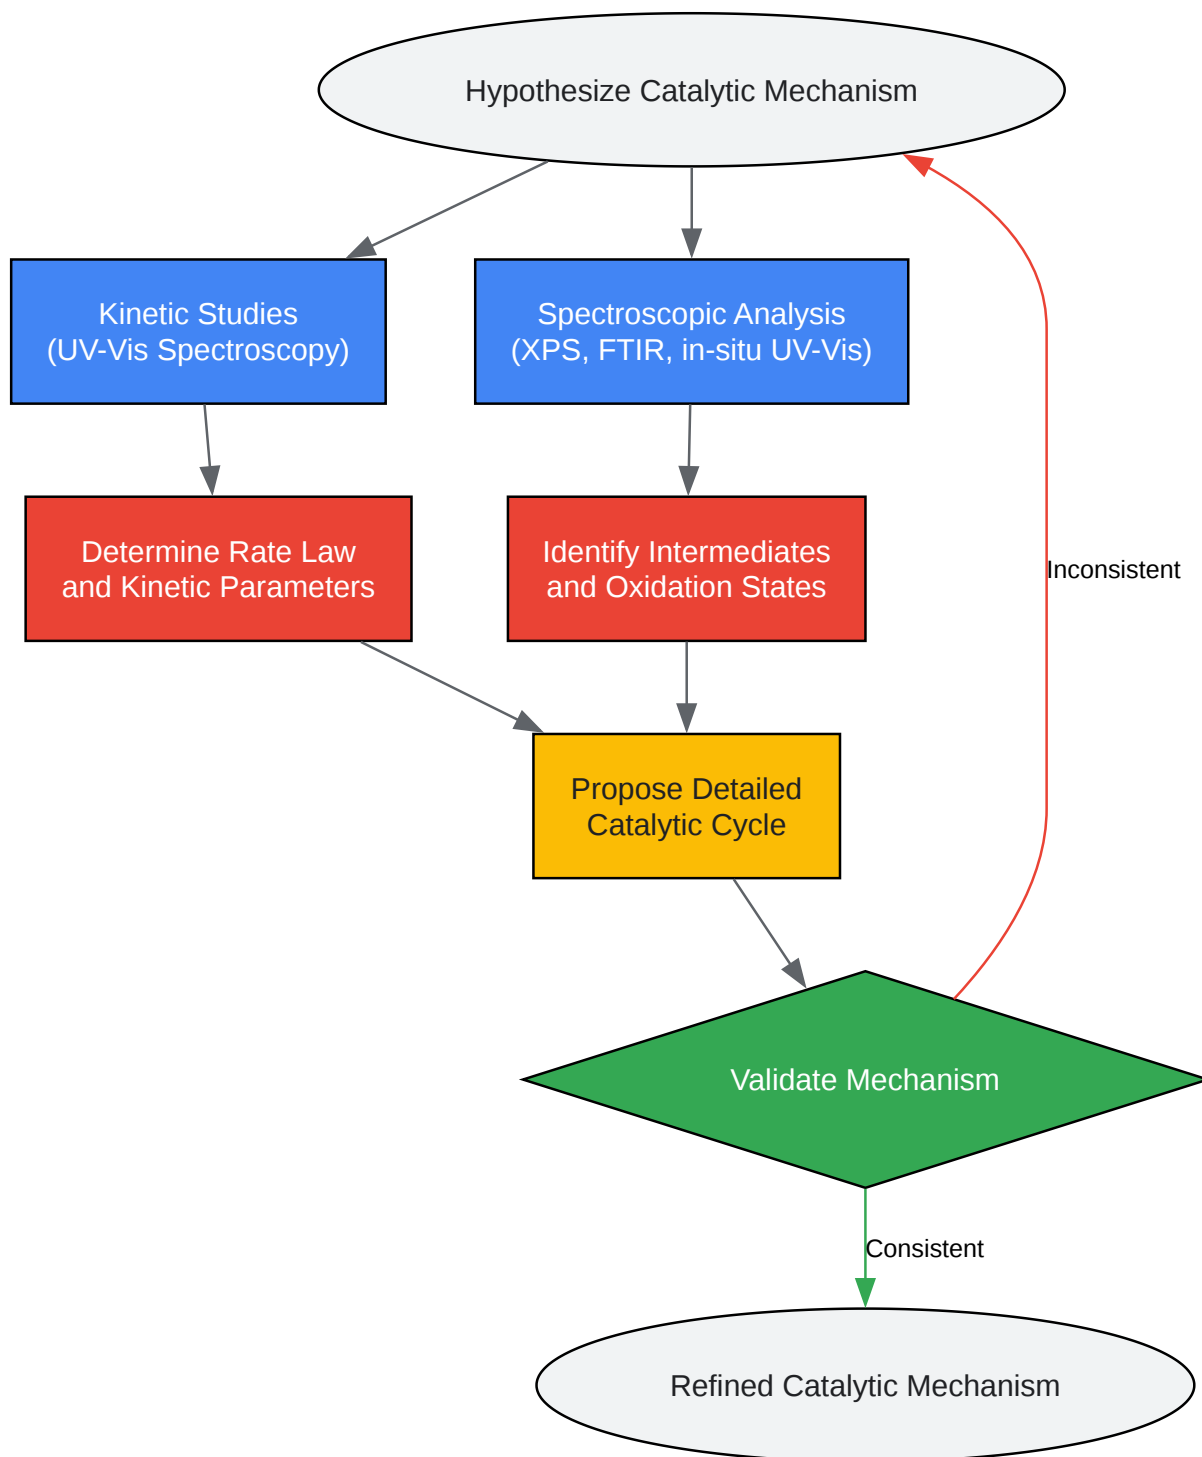 Hypothesize Catalytic Mechanism
Kinetic Studies
(UV-Vis Spectroscopy)
Spectroscopic Analysis
(XPS, FTIR, in-situ UV-Vis)
Determine Rate Law
and Kinetic Parameters
Identify Intermediates
and Oxidation States
Inconsistent
Propose Detailed
Catalytic Cycle
Validate Mechanism
Consistent
Refined Catalytic Mechanism